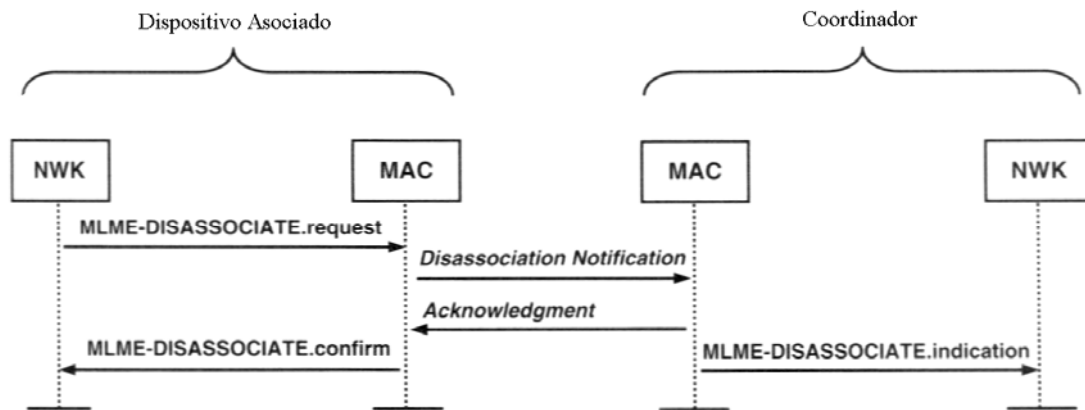 Dispositivo Asociado
Coordinador
NWK
MAC
MAC
NWK
MLME-DISASSOCIATE.request
Disassociation Notification
Acknowledgment
MLME-DISASSOCIATE.confirm
MLME-DISASSOCIATE.indication